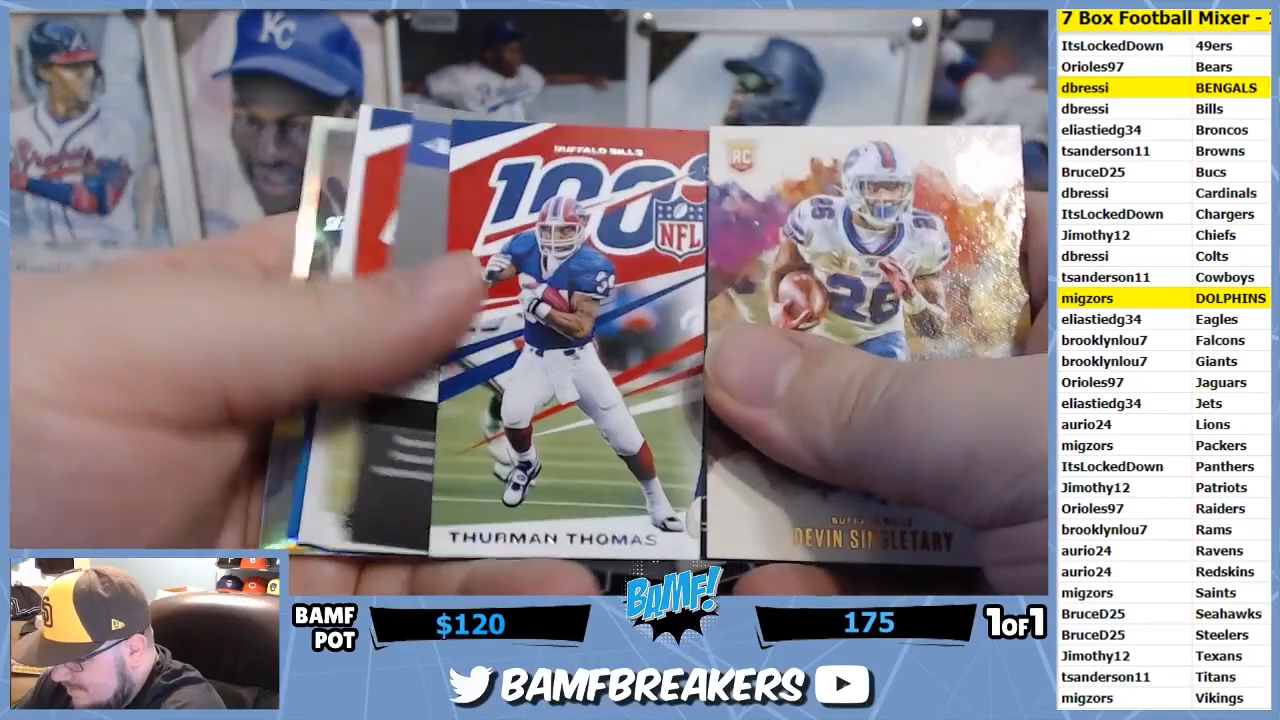 7 Box Football Mixer -
ItsLockedDown 49ers
Orioles97 Bears
dbressi BENGALS
dbressi Bills
eliastiedg34 Broncos
tsanderson11 Browns
BruceD25 Bucs
dbressi Cardinals
ItsLockedDown Chargers
Jimothy12 Chiefs
dbressi Colts
tsanderson11 Cowboys
migzors DOLPHINS
eliastiedg34 Eagles
brooklynlou7 Falcons
brooklynlou7 Giants
Orioles97 Jaguars
eliastiedg34 Jets
aurio24 Lions
migzors Packers
ItsLockedDown Panthers
Jimothy12 Patriots
Orioles97 Raiders
brooklynlou7 Rams
aurio24 Ravens
aurio24 Redskins
migzors Saints
BruceD25 Seahawks
BruceD25 Steelers
Jimothy12 Texans
tsanderson11 Titans
migzors Vikings
KC
BUFFALO BILLS
100
NFL
THURMAN THOMAS
RC
26
26
DEVIN SINGLETARY
BAMF POT
$120
BAMF!
175
1OF1
BAMFBREAKERS